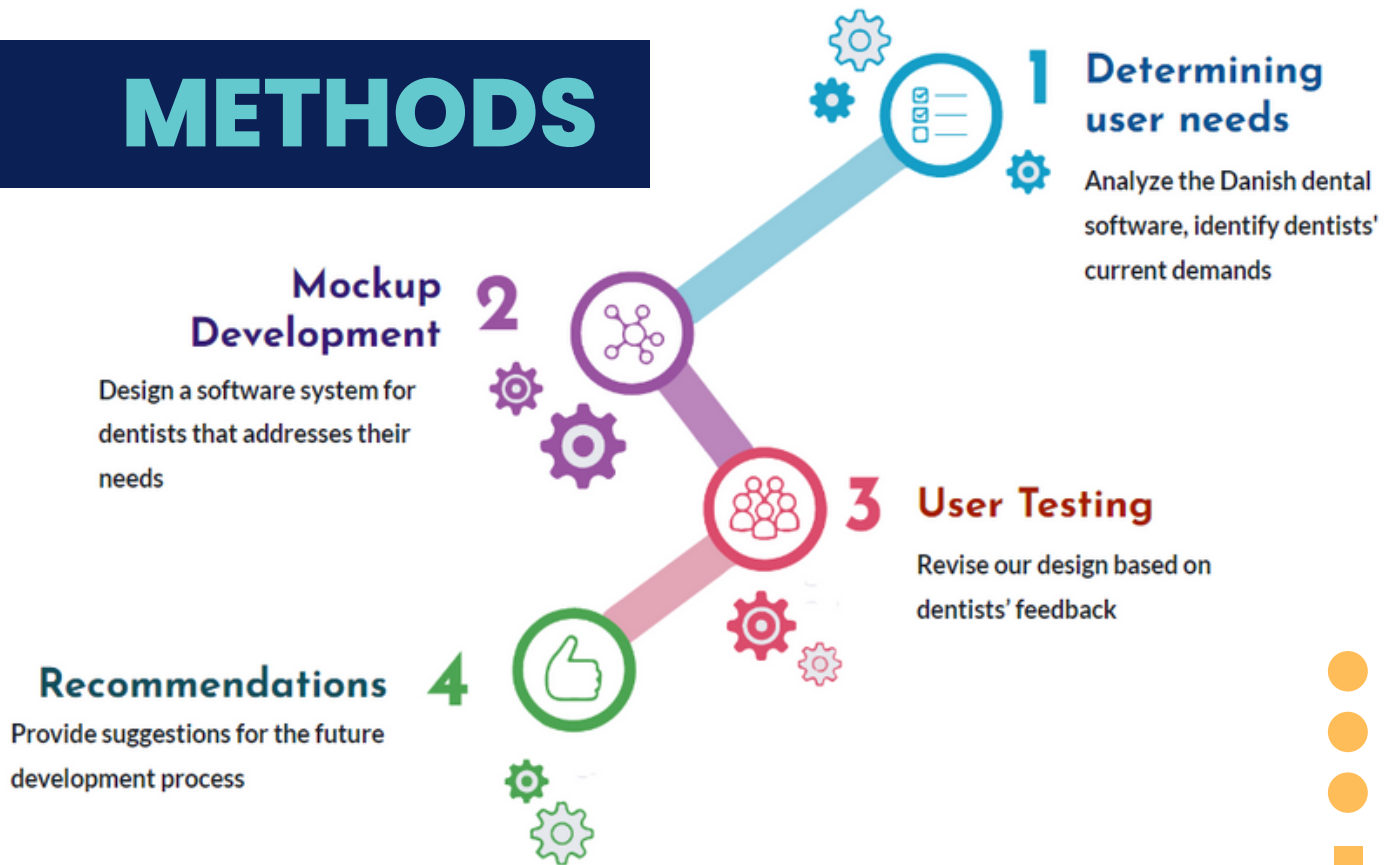 METHODS
1
Determining
user needs
Analyze the Danish dental
software, identify dentists'
current demands
2
Mockup
Development
Design a software system for
dentists that addresses their
needs
3
User Testing
Revise our design based on
dentists’ feedback
4
Recommendations
Provide suggestions for the future
development process